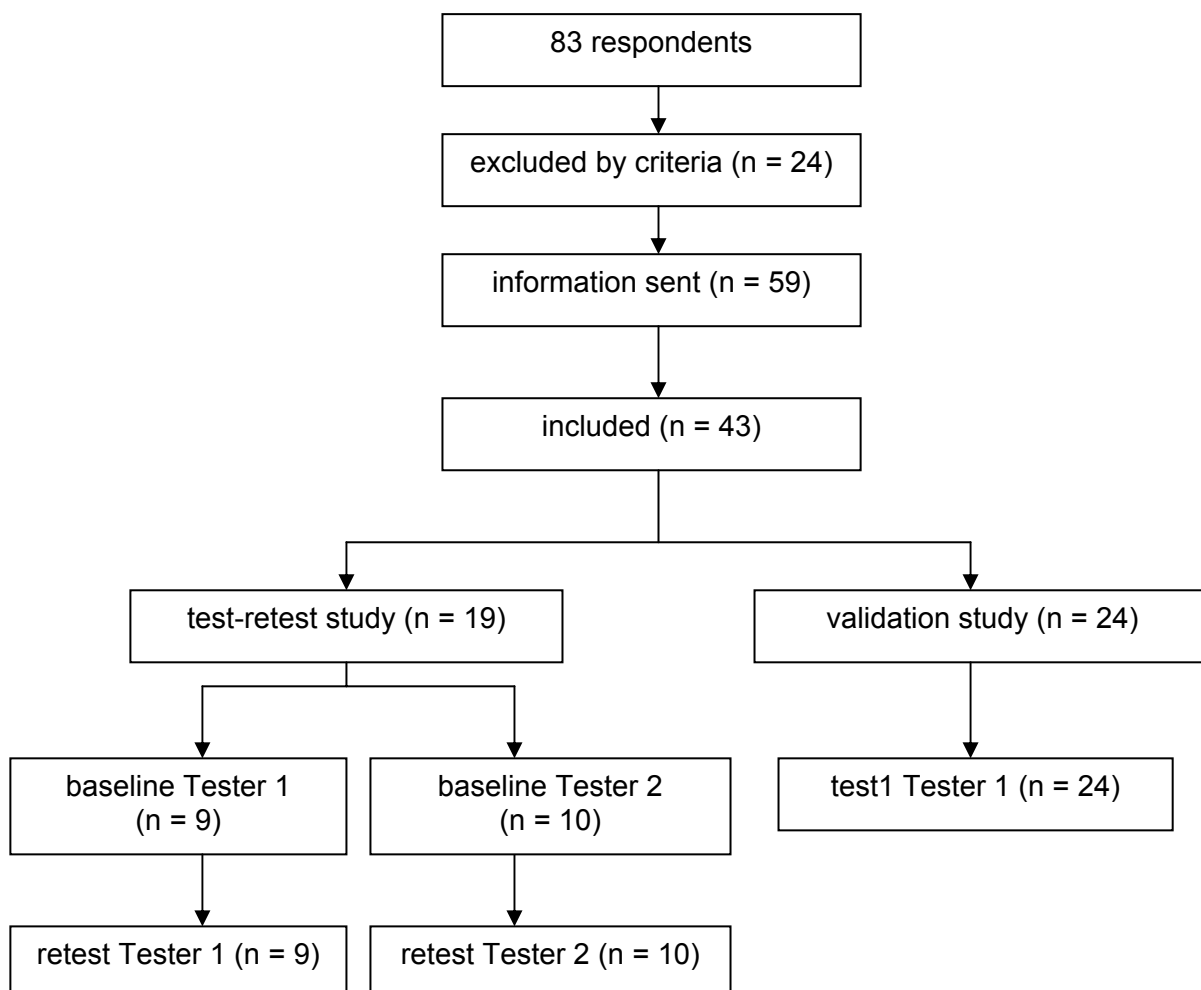 83 respondents
excluded by criteria (n = 24)
information sent (n = 59)
included (n = 43)
test-retest study (n = 19)
validation study (n = 24)
baseline Tester 1
(n = 9)
baseline Tester 2
(n = 10)
test1 Tester 1 (n = 24)
retest Tester 1 (n = 9)
retest Tester 2 (n = 10)